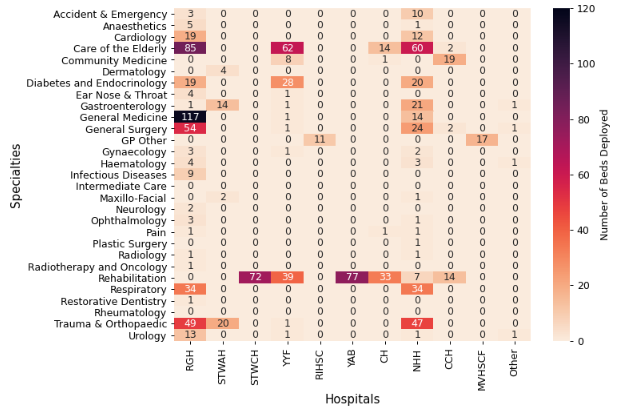 Accident & Emergency 3 0 0 0 0 0 0 10 0 0 0
Anaesthetics 5 0 0 0 0 0 0 1 0 0 0
Cardiology 19 0 0 0 0 0 0 12 0 0 0
Care of the Elderly 85 0 0 62 0 0 14 60 2 0 0
Community Medicine 0 0 0 8 0 0 1 0 19 0 0
Dermatology 0 4 0 0 0 0 0 0 0 0 0
Diabetes and Endocrinology 19 0 0 28 0 0 0 20 0 0 0
Ear Nose & Throat 4 0 0 1 0 0 0 0 0 0 0
Gastroenterology 1 14 0 1 0 0 0 21 0 0 1
General Medicine 117 0 0 1 0 0 0 14 0 0 0
General Surgery 54 0 0 1 0 0 0 24 2 0 1
GP Other 0 0 0 0 11 0 0 0 0 17 0
Gynaecology 3 0 0 1 0 0 0 2 0 0 0
Haematology 4 0 0 0 0 0 0 3 0 0 1
Infectious Diseases 9 0 0 0 0 0 0 0 0 0 0
Intermediate Care 0 0 0 0 0 0 0 0 0 0 0
Maxillo-Facial 0 2 0 0 0 0 0 1 0 0 0
Neurology 2 0 0 0 0 0 0 0 0 0 0
Ophthalmology 3 0 0 0 0 0 0 1 0 0 0
Pain 1 0 0 0 0 0 1 1 0 0 0
Plastic Surgery 0 0 0 0 0 0 0 1 0 0 0
Radiology 1 0 0 0 0 0 0 1 0 0 0
Radiotherapy and Oncology 1 0 0 0 0 0 0 0 0 0 0
Rehabilitation 0 0 72 39 0 77 33 7 14 0 0
Respiratory 34 0 0 0 0 0 0 34 0 0 0
Restorative Dentistry 1 0 0 0 0 0 0 0 0 0 0
Rheumatology 0 0 0 0 0 0 0 0 0 0 0
Trauma & Orthopaedic 49 20 0 1 0 0 0 47 0 0 0
Urology 13 0 0 1 0 0 0 1 0 0 1
RGH STWAH STWCH YYF RIHSC YAB CH NHH CCH MVHSCF Other
Hospitals
Specialties
120
100
80
60
40
20
0
Number of Beds Deployed